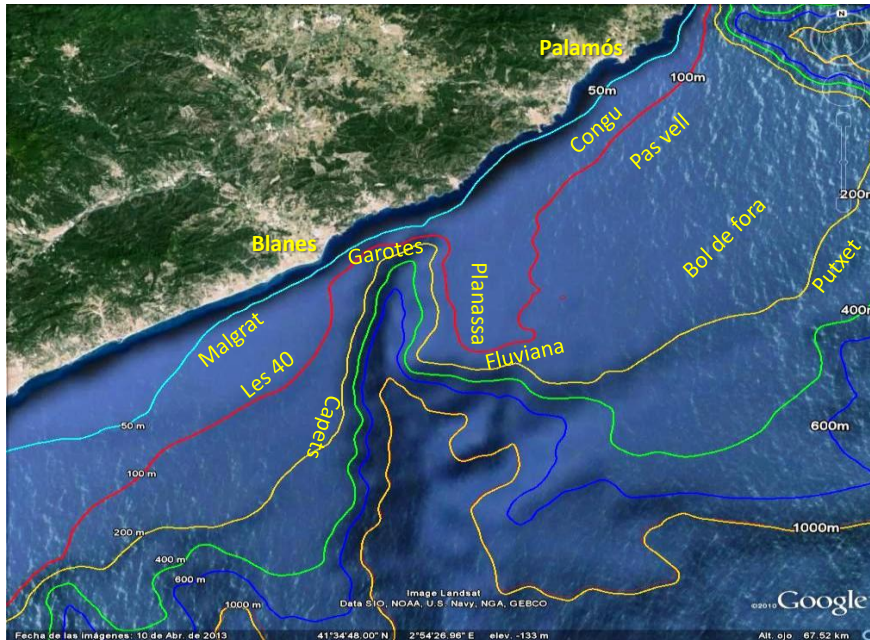 N
Palamós
50m
100m
Congu
Pas vell
200m
Bol de fora
Putxet
Blanes
Garotes
Planassa
400m
Malgrat
Les 40
Fluviana
Capets
50 m
600m
100 m
200 m
1000m
400 m
600 m
1000 m
Image Landsat
Data SIO, NOAA, U.S. Navy, NGA, GEBCO
©2010 Google
Fecha de las imágenes: 10 de Abr. de 2013 41°34'48.00" N 2°54'26.96" E elev. -133 m Alt. ojo 67.52 km